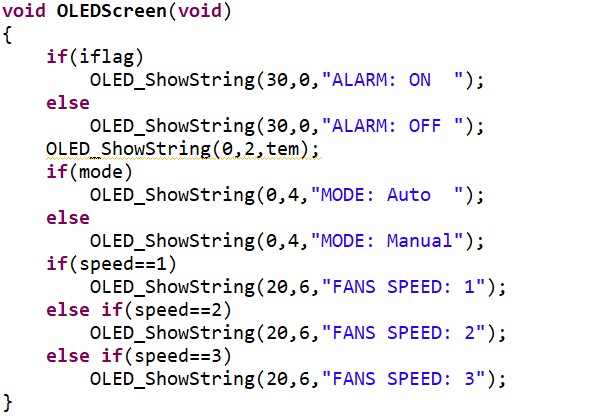 void OLEDScreen(void)
{
    if(iflag)
        OLED_ShowString(30,0,"ALARM: ON  ");
    else
        OLED_ShowString(30,0,"ALARM: OFF ");
    OLED_ShowString(0,2,tem);
    if(mode)
        OLED_ShowString(0,4,"MODE: Auto  ");
    else
        OLED_ShowString(0,4,"MODE: Manual");
    if(speed==1)
        OLED_ShowString(20,6,"FANS SPEED: 1");
    else if(speed==2)
        OLED_ShowString(20,6,"FANS SPEED: 2");
    else if(speed==3)
        OLED_ShowString(20,6,"FANS SPEED: 3");
}